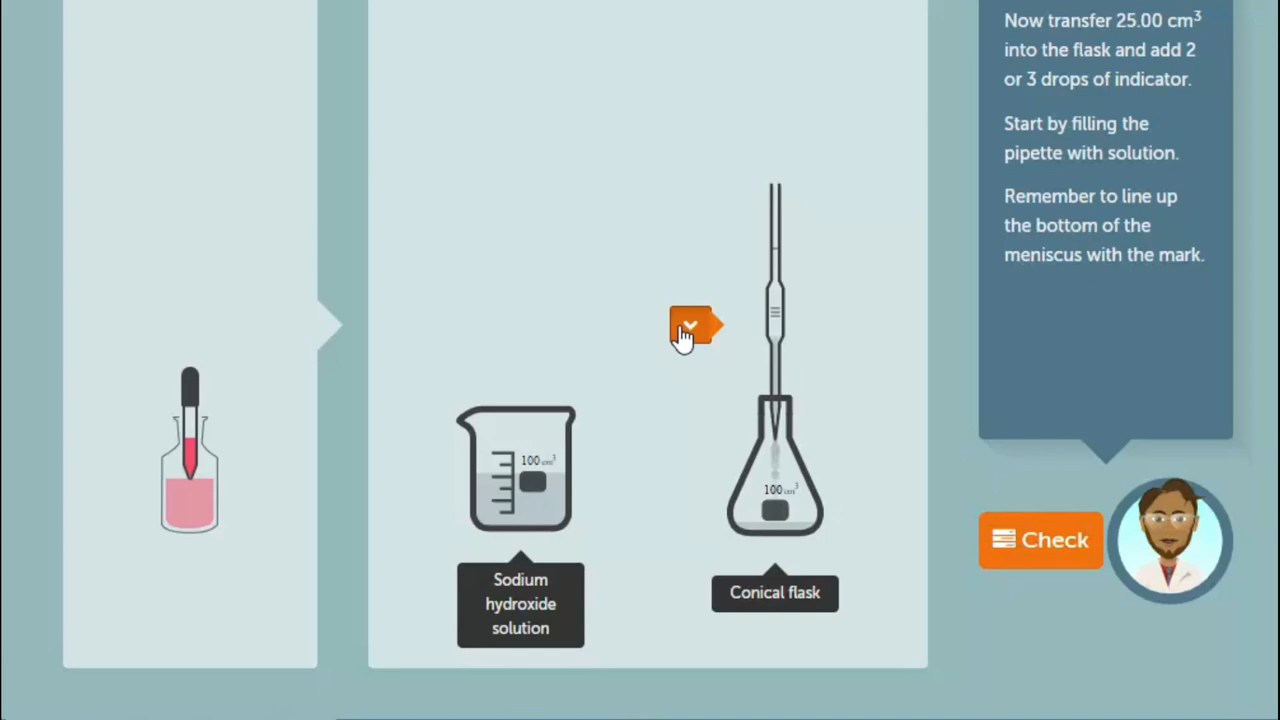 Now transfer 25.00 cm³
into the flask and add 2
or 3 drops of indicator.
Start by filling the
pipette with solution.
Remember to line up
the bottom of the
meniscus with the mark.
100 cm³
100 cm³
Sodium
hydroxide
solution
Conical flask
Check